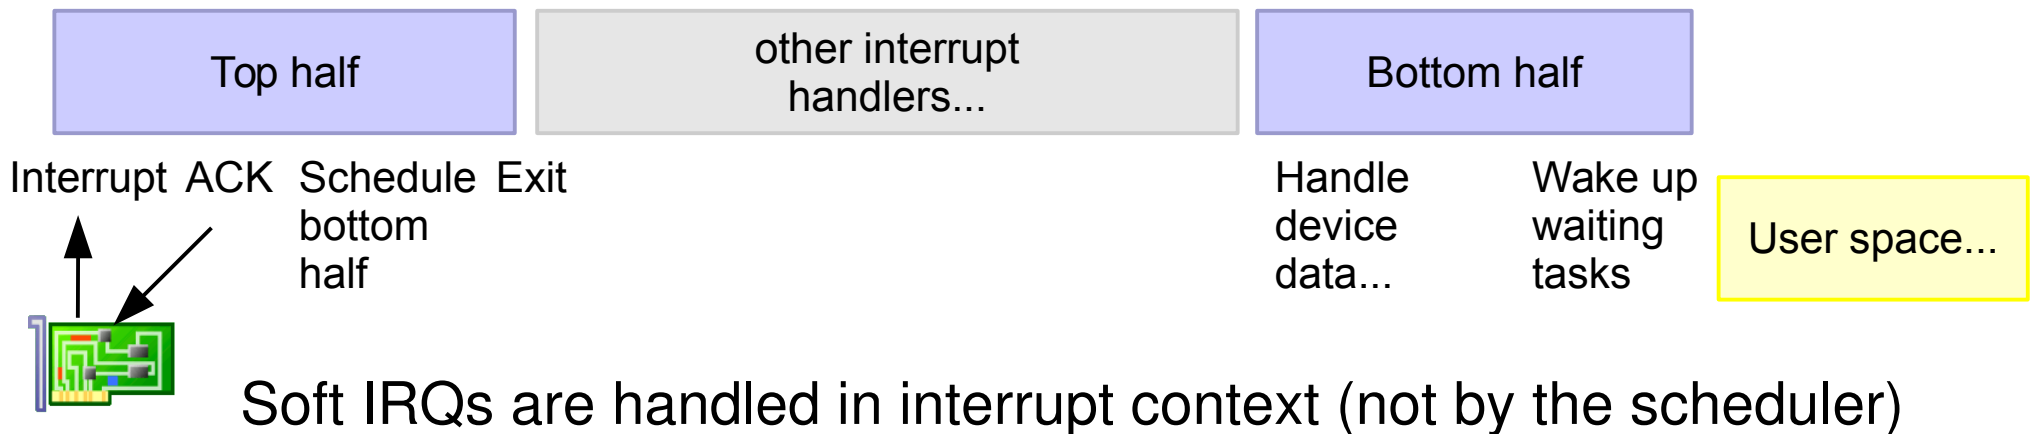 Top half
other interrupt
handlers...
Bottom half
Interrupt ACK Schedule Exit
bottom
half
Handle
device
data...
Wake up
waiting
tasks
User space...
Soft IRQs are handled in interrupt context (not by the scheduler)